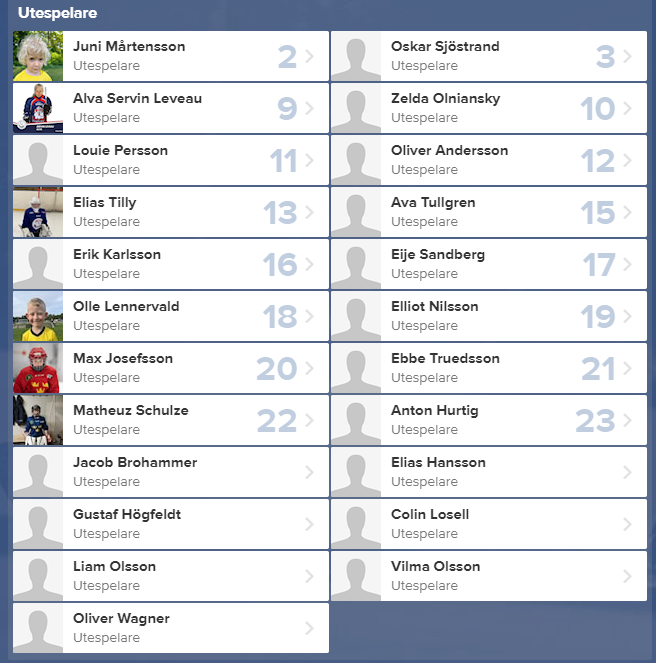 Utespelare
Juni Mårtensson
Utespelare
2
Oskar Sjöstrand
Utespelare
3
Alva Servin Leveau
Utespelare
9
Zelda Olniansky
Utespelare
10
Louie Persson
Utespelare
11
Oliver Andersson
Utespelare
12
Elias Tilly
Utespelare
13
Ava Tullgren
Utespelare
15
Erik Karlsson
Utespelare
16
Eije Sandberg
Utespelare
17
Olle Lennervald
Utespelare
18
Elliot Nilsson
Utespelare
19
Max Josefsson
Utespelare
20
Ebbe Truedsson
Utespelare
21
Matheuz Schulze
Utespelare
22
Anton Hurtig
Utespelare
23
Jacob Brohammer
Utespelare
Elias Hansson
Utespelare
Gustaf Högfeldt
Utespelare
Colin Losell
Utespelare
Liam Olsson
Utespelare
Vilma Olsson
Utespelare
Oliver Wagner
Utespelare